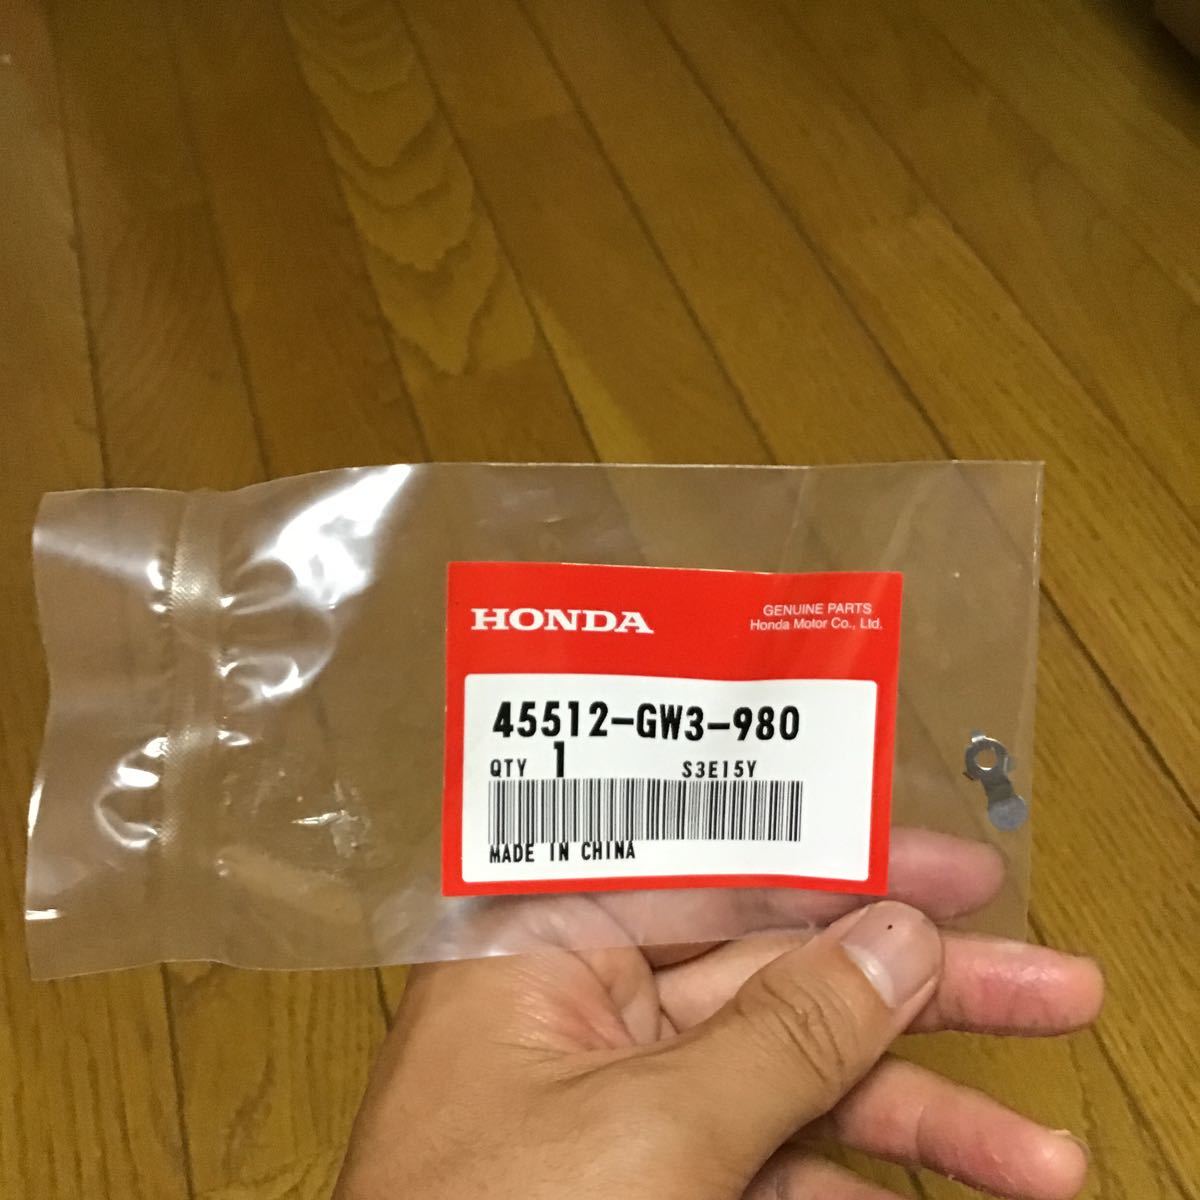 HONDA
GENUINE PARTS
Honda Motor Co., Ltd.
45512-GW3-980
QTY 1 S3E15Y
MADE IN CHINA